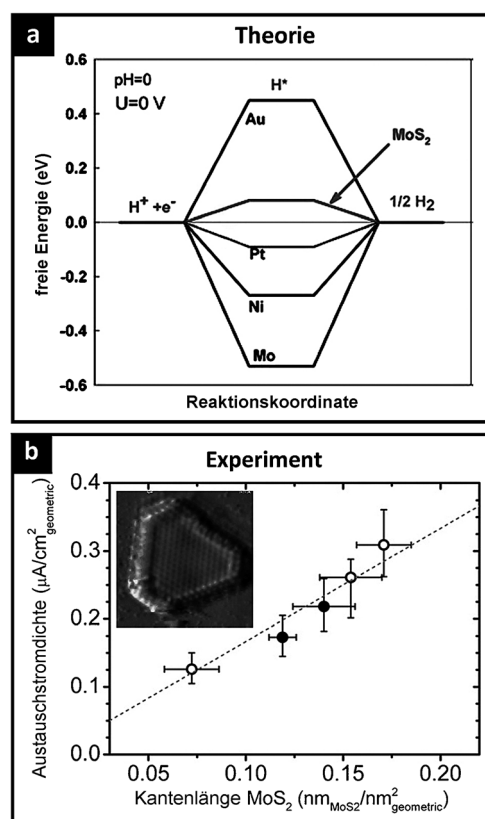 a
Theorie
pH=0
U=0 V
H*
Au
MoS₂
H⁺ +e⁻
1/2 H₂
Pt
Ni
Mo
0.4
0.2
0.0
-0.2
-0.4
-0.6
freie Energie (eV)
Reaktionskoordinate
b
Experiment
0.4
0.3
0.2
0.1
0.0
Austauschstromdichte (µA/cm²geometric)
0.05
0.10
0.15
0.20
Kantenlänge MoS₂ (nmMoS2/nm²geometric)